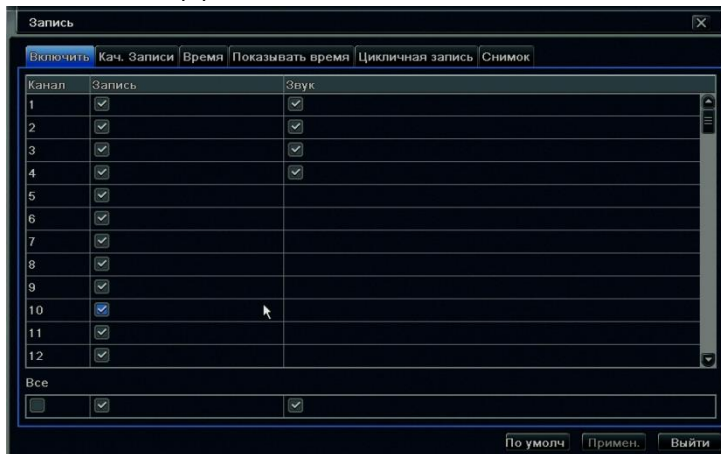 Запись
Включить Кач. Записи Время Показывать время Цикличная запись Снимок
Канал Запись Звук
1
2
3
4
5
6
7
8
9
10
11
12
Все
По умолч Примен. Выйти